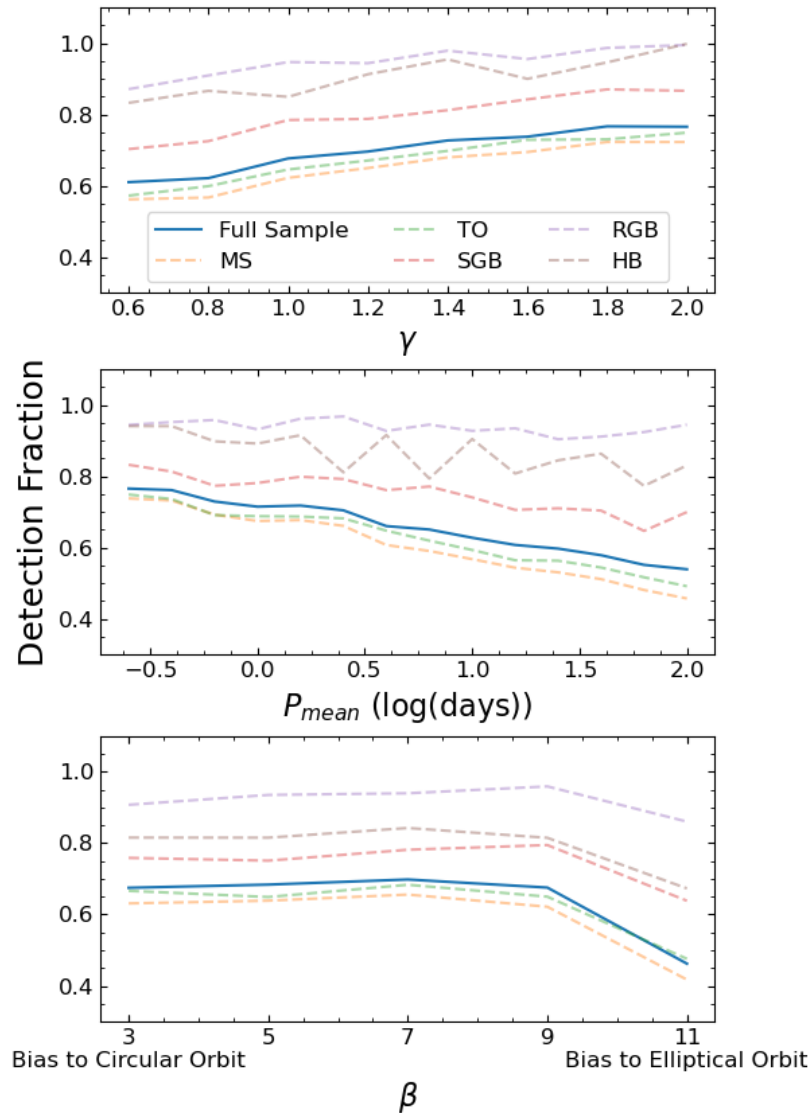 1.0
0.8
0.6
0.4
Full Sample
MS
TO
SGB
RGB
HB
0.6 0.8 1.0 1.2 1.4 1.6 1.8 2.0
γ
Detection Fraction
1.0
0.8
0.6
0.4
−0.5 0.0 0.5 1.0 1.5 2.0
P_mean (log(days))
1.0
0.8
0.6
0.4
3 5 7 9 11
Bias to Circular Orbit Bias to Elliptical Orbit
β